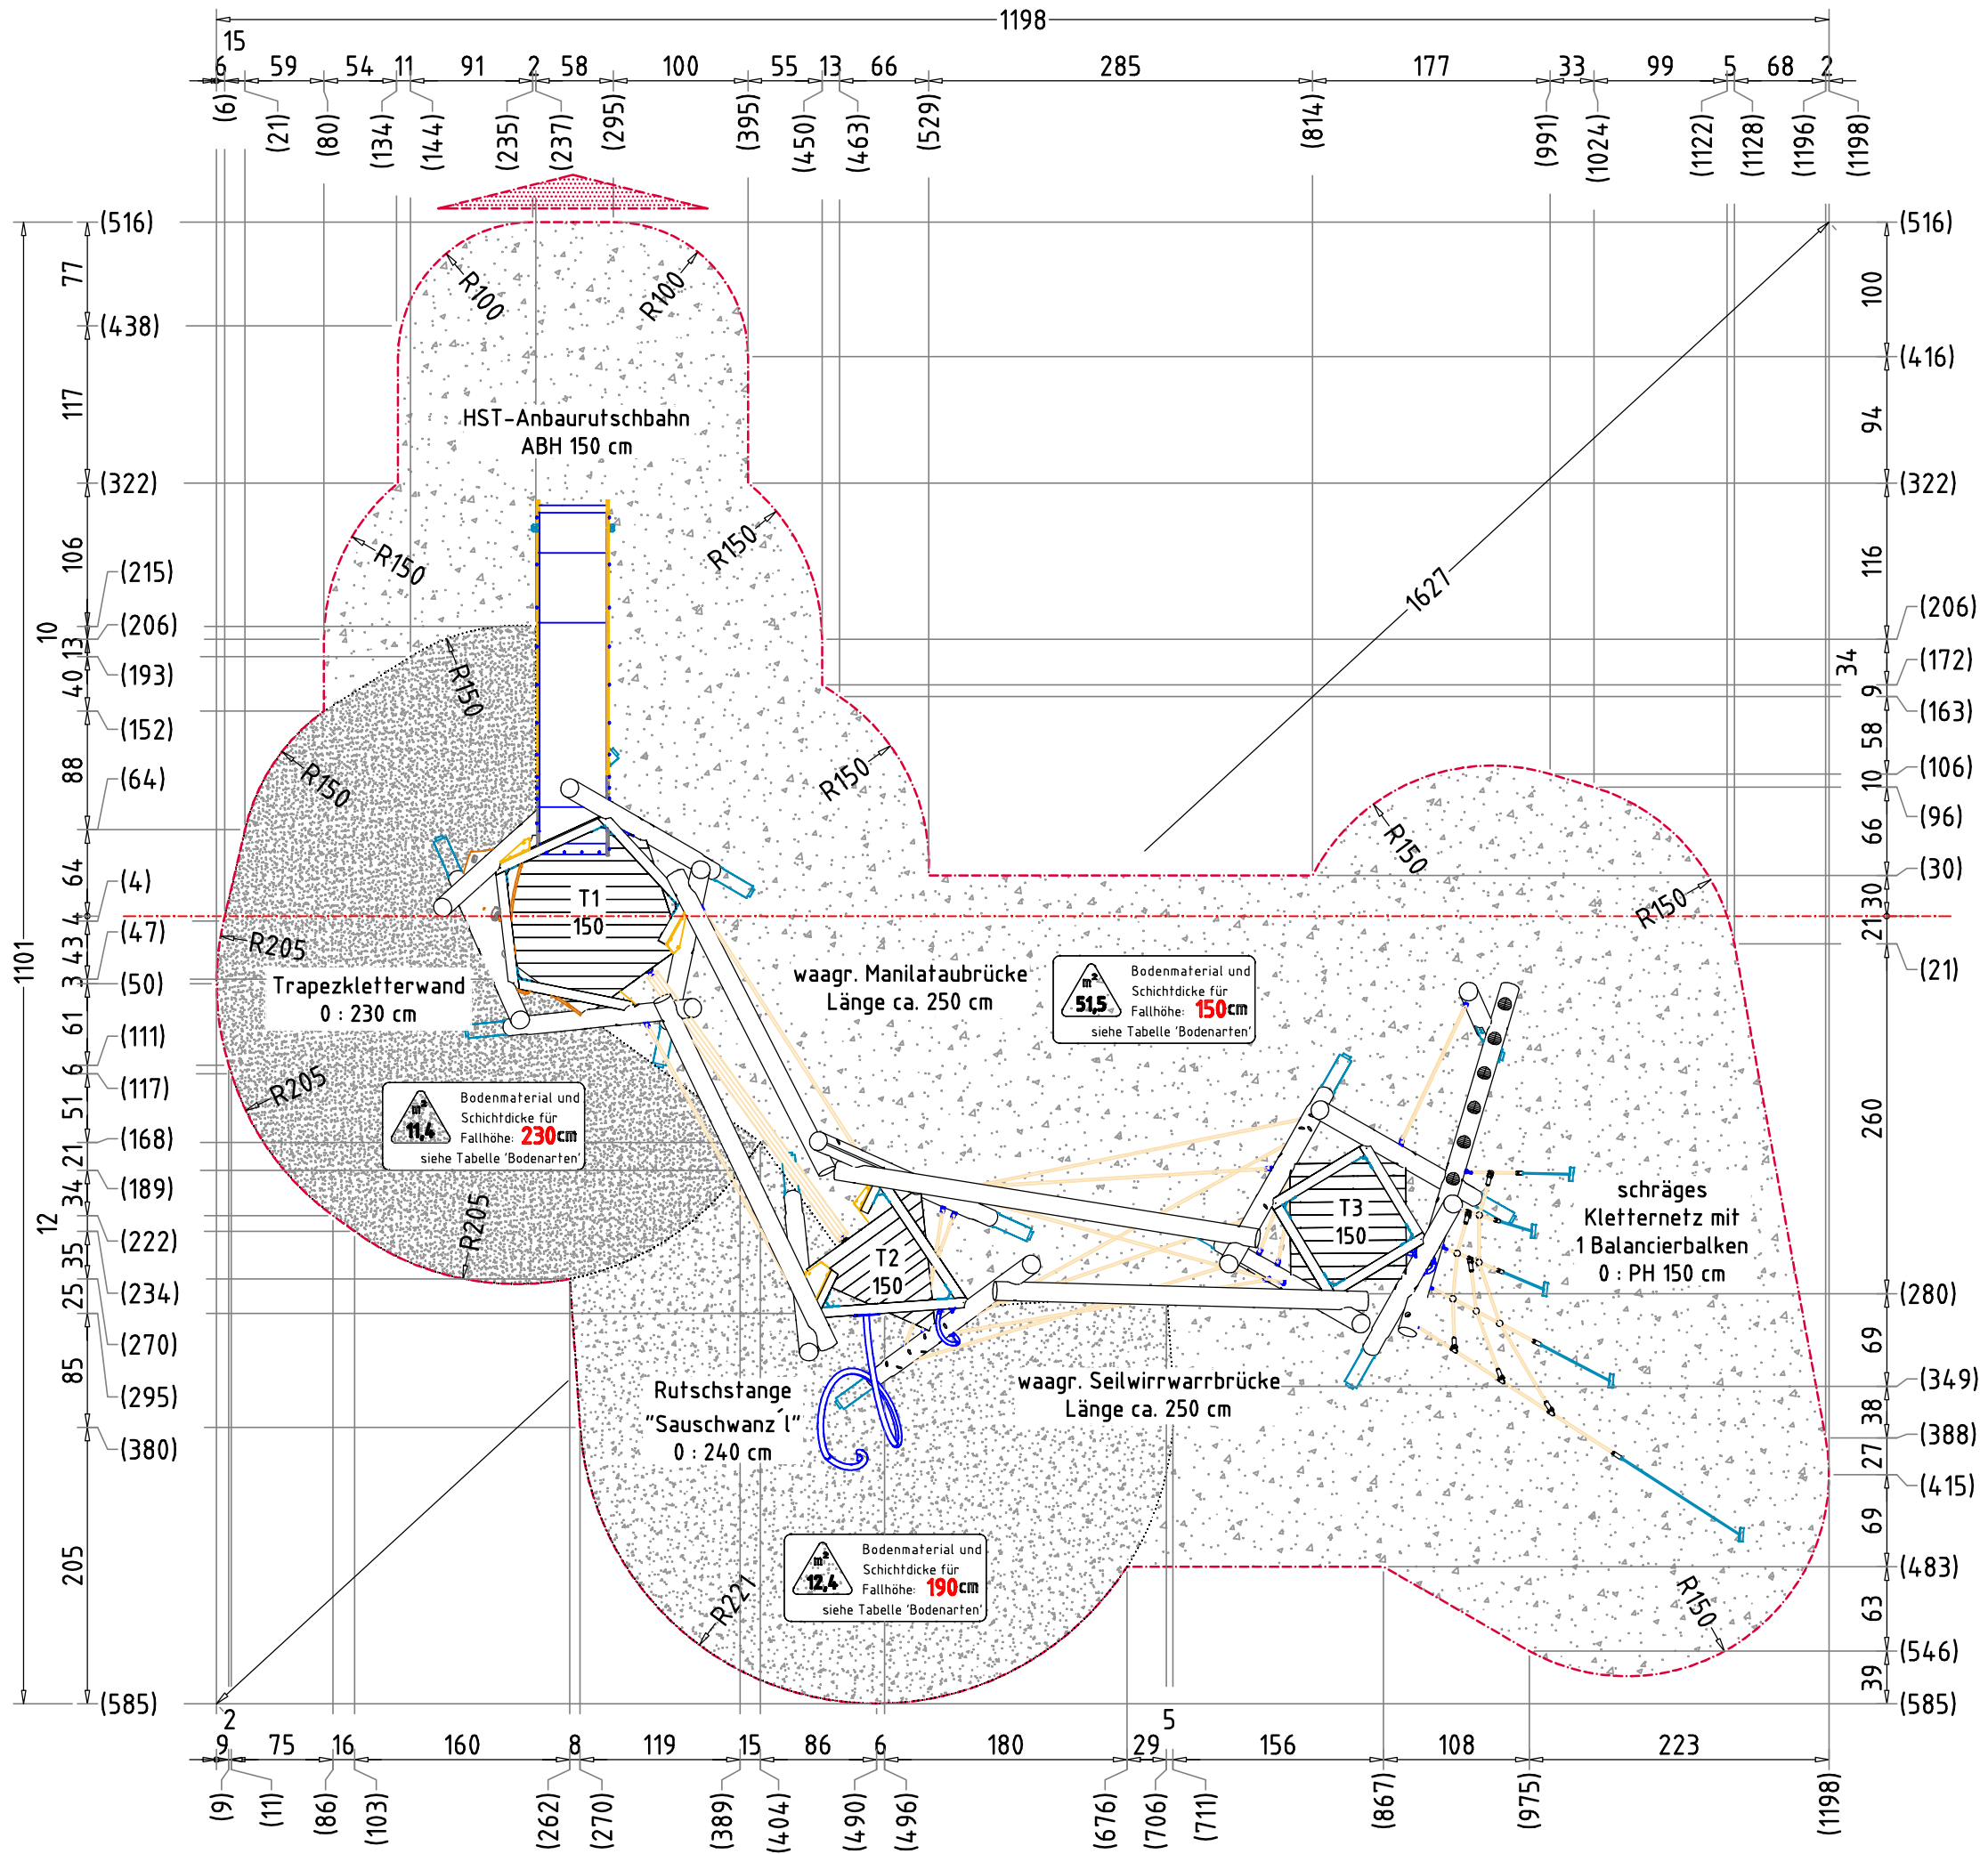 1198
15
6 59 54 11 91 2 58 100 55 13 66 285 177 33 99 5 68 2
(6) (21) (80) (134) (144) (235) (237) (295) (395) (450) (463) (529) (814) (991) (1024) (1122) (1128) (1196) (1198)
(516)
77
(438)
117
(322)
106
(215)
10
(206)
13
(193)
40
(152)
88
(64)
64
(4)
4
(47)
43
3
(50)
61
(111)
6
(117)
51
(168)
21
(189)
34
12
(222)
35
(234)
25
(270)
85
(295)
(380)
205
(585)
1101
(516)
100
(416)
94
(322)
116
(206)
34
(172)
9
(163)
58
(106)
10
(96)
66
(30)
30
21
(21)
260
(280)
69
(349)
38
(388)
27
(415)
69
(483)
63
(546)
39
(585)
R100
R100
HST-Anbaurutschbahn
ABH 150 cm
R150
R150
1627
R150
R150
R150
R150
R150
T1
150
R205
Trapezkletterwand
0 : 230 cm
waagr. Manilataubrücke
Länge ca. 250 cm
m²
51,5
Bodenmaterial und
Schichtdicke für
Fallhöhe: 150cm
siehe Tabelle 'Bodenarten'
R205
m²
11,4
Bodenmaterial und
Schichtdicke für
Fallhöhe: 230cm
siehe Tabelle 'Bodenarten'
R205
T2
150
T3
150
schräges
Kletternetz mit
1 Balancierbalken
0 : PH 150 cm
Rutschstange
"Sauschwanz´l"
0 : 240 cm
waagr. Seilwirrwarrbrücke
Länge ca. 250 cm
m²
12,4
Bodenmaterial und
Schichtdicke für
Fallhöhe: 190cm
siehe Tabelle 'Bodenarten'
R221
R150
2 5
9 75 16 160 8 119 15 86 6 180 29 156 108 223
(9) (11) (86) (103) (262) (270) (389) (404) (490) (496) (676) (706) (711) (867) (975) (1198)